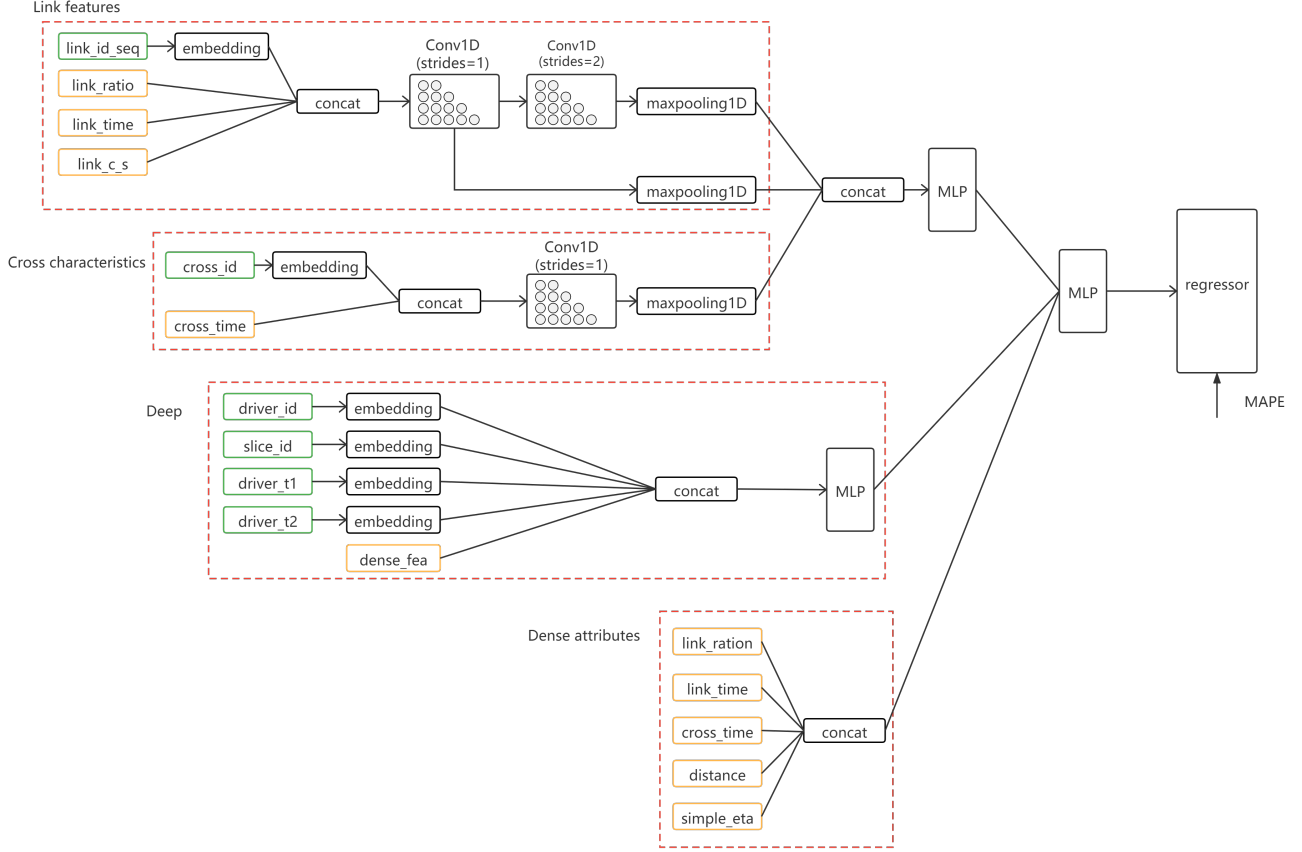 Link features
link_id_seq
embedding
link_ratio
link_time
link_c_s
concat
Conv1D
(strides=1)
Conv1D
(strides=2)
maxpooling1D
maxpooling1D
concat
MLP
Cross characteristics
cross_id
embedding
cross_time
concat
Conv1D
(strides=1)
maxpooling1D
MLP
regressor
MAPE
Deep
driver_id
embedding
slice_id
embedding
driver_t1
embedding
driver_t2
embedding
dense_fea
concat
MLP
Dense attributes
link_ration
link_time
cross_time
distance
simple_eta
concat